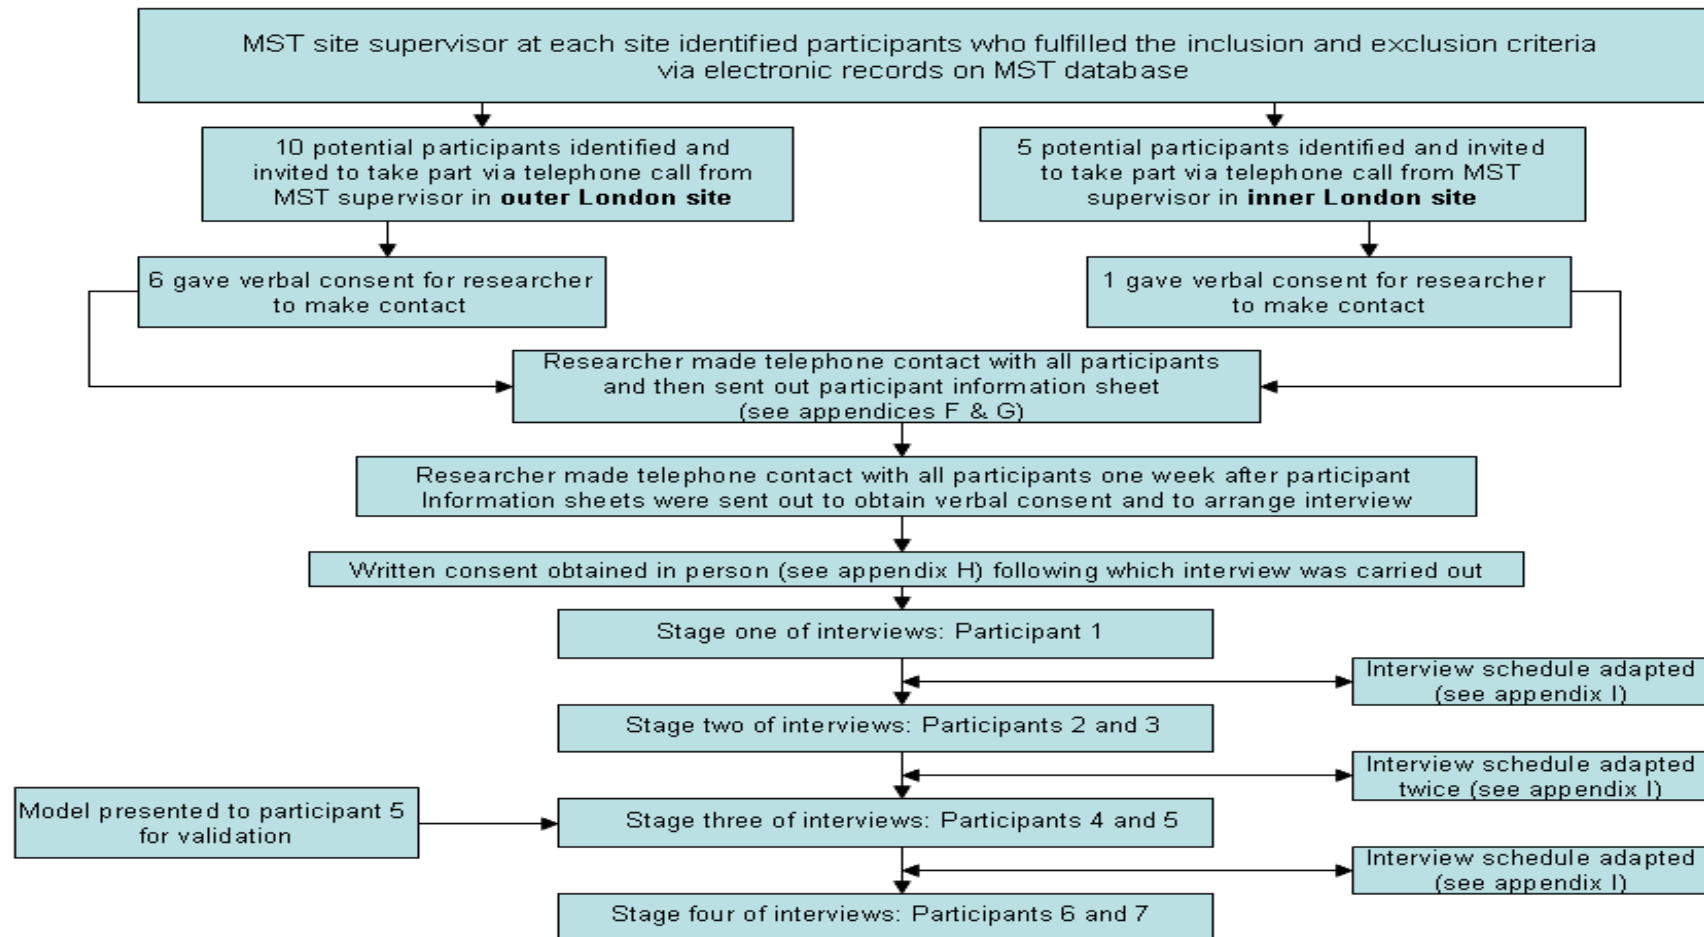 MST site supervisor at each site identified participants who fulfilled the inclusion and exclusion criteria
via electronic records on MST database
10 potential participants identified and
invited to take part via telephone call from
MST supervisor in outer London site
5 potential participants identified and invited
to take part via telephone call from MST
supervisor in inner London site
6 gave verbal consent for researcher
to make contact
1 gave verbal consent for researcher
to make contact
Researcher made telephone contact with all participants
and then sent out participant information sheet
(see appendices F & G)
Researcher made telephone contact with all participants one week after participant
Information sheets were sent out to obtain verbal consent and to arrange interview
Written consent obtained in person (see appendix H) following which interview was carried out
Stage one of interviews: Participant 1
Interview schedule adapted
(see appendix I)
Stage two of interviews: Participants 2 and 3
Interview schedule adapted
twice (see appendix I)
Model presented to participant 5
for validation
Stage three of interviews: Participants 4 and 5
Interview schedule adapted
(see appendix I)
Stage four of interviews: Participants 6 and 7